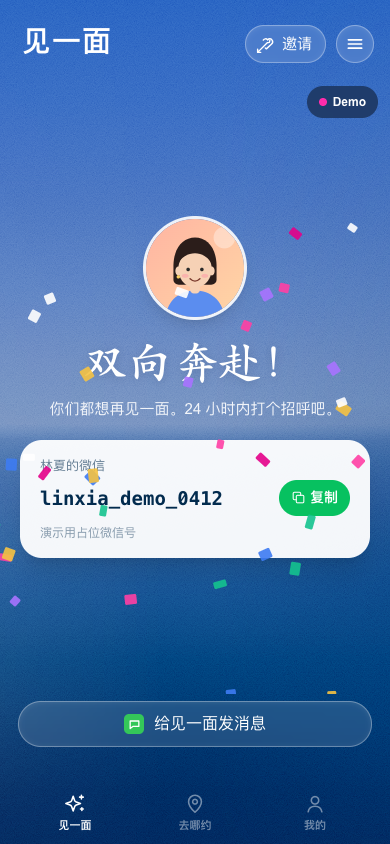 见一面
邀请
Demo
双向奔赴!
你们都想再见一面。24 小时内打个招呼吧。
林夏的微信
linxia_demo_0412
复制
演示用占位微信号
给见一面发消息
见一面
去哪约
我的